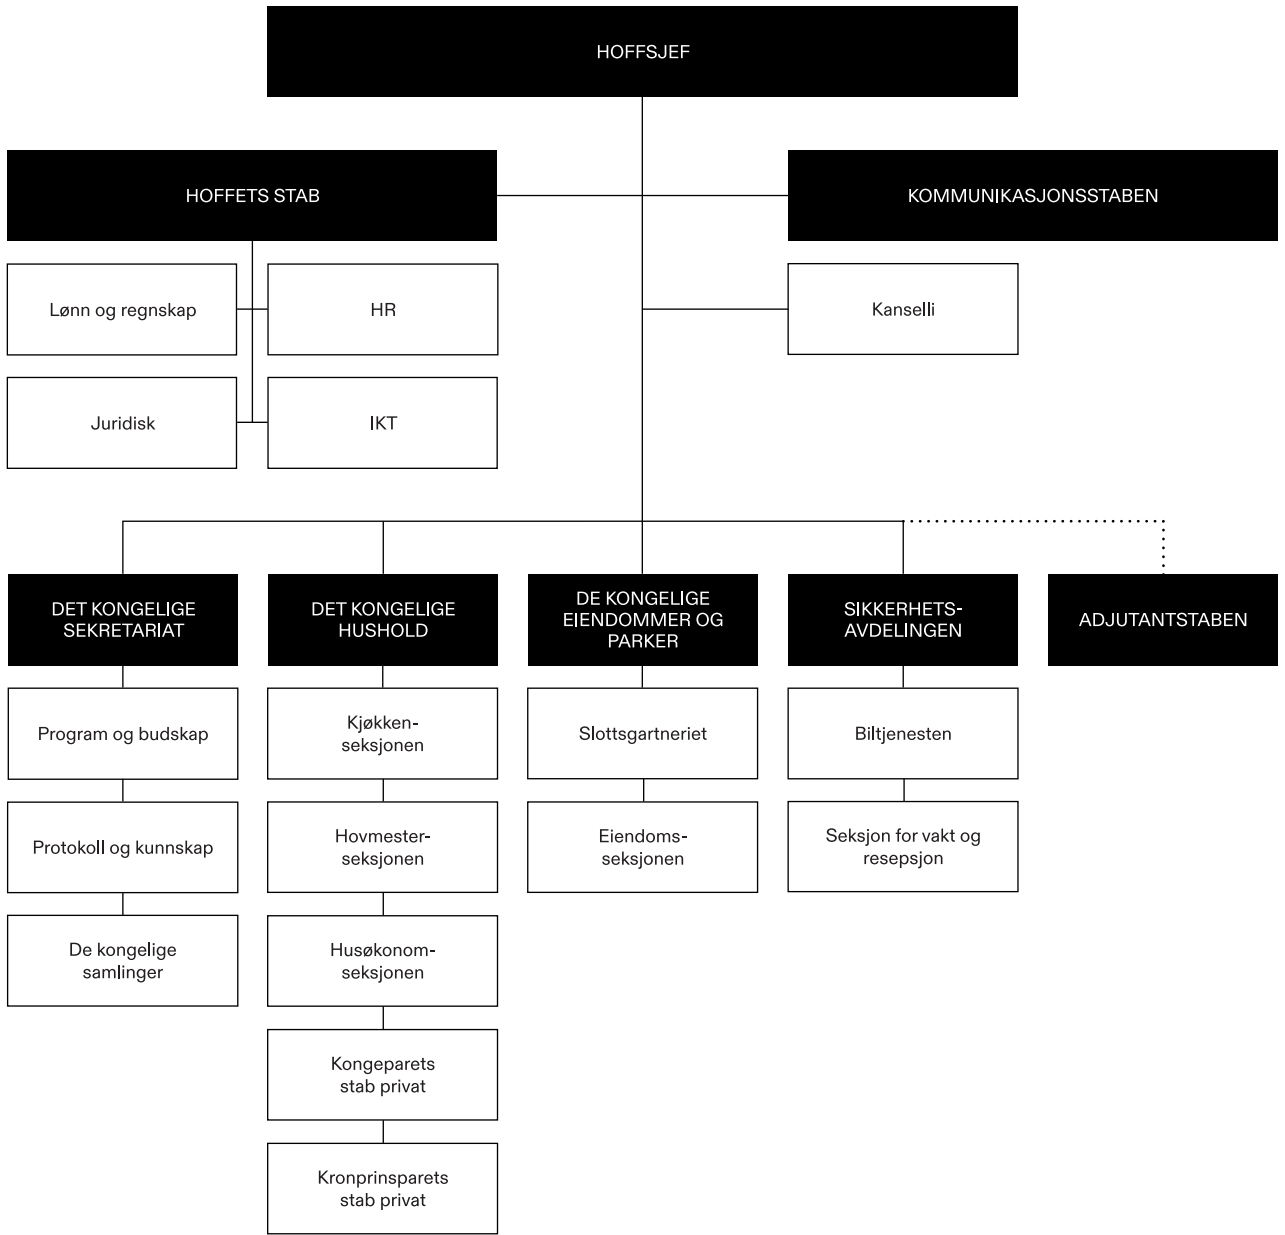 HOFFSJEF
HOFFETS STAB
KOMMUNIKASJONSSTABEN
Lønn og regnskap
HR
Kanselli
Juridisk
IKT
DET KONGELIGE
SEKRETARIAT
DET KONGELIGE
HUSHOLD
DE KONGELIGE
EIENDOMMER OG
PARKER
SIKKERHETS-
AVDELINGEN
ADJUTANTSTABEN
Program og budskap
Kjøkken-
seksjonen
Slottsgartneriet
Biltjenesten
Protokoll og kunnskap
Hovmester-
seksjonen
Eiendoms-
seksjonen
Seksjon for vakt og
resepsjon
De kongelige
samlinger
Husøkonom-
seksjonen
Kongeparets
stab privat
Kronprinsparets
stab privat